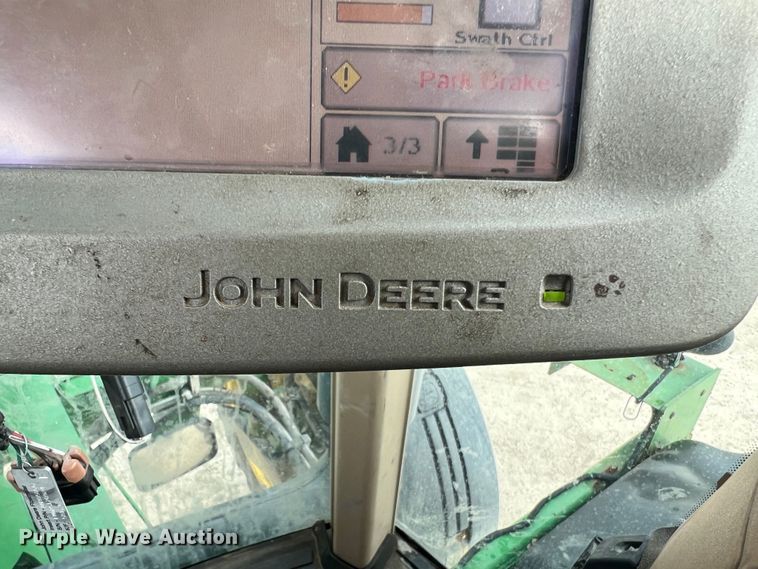 Swath Ctrl
Park Brake
3/3
JOHN DEERE
Purple Wave Auction